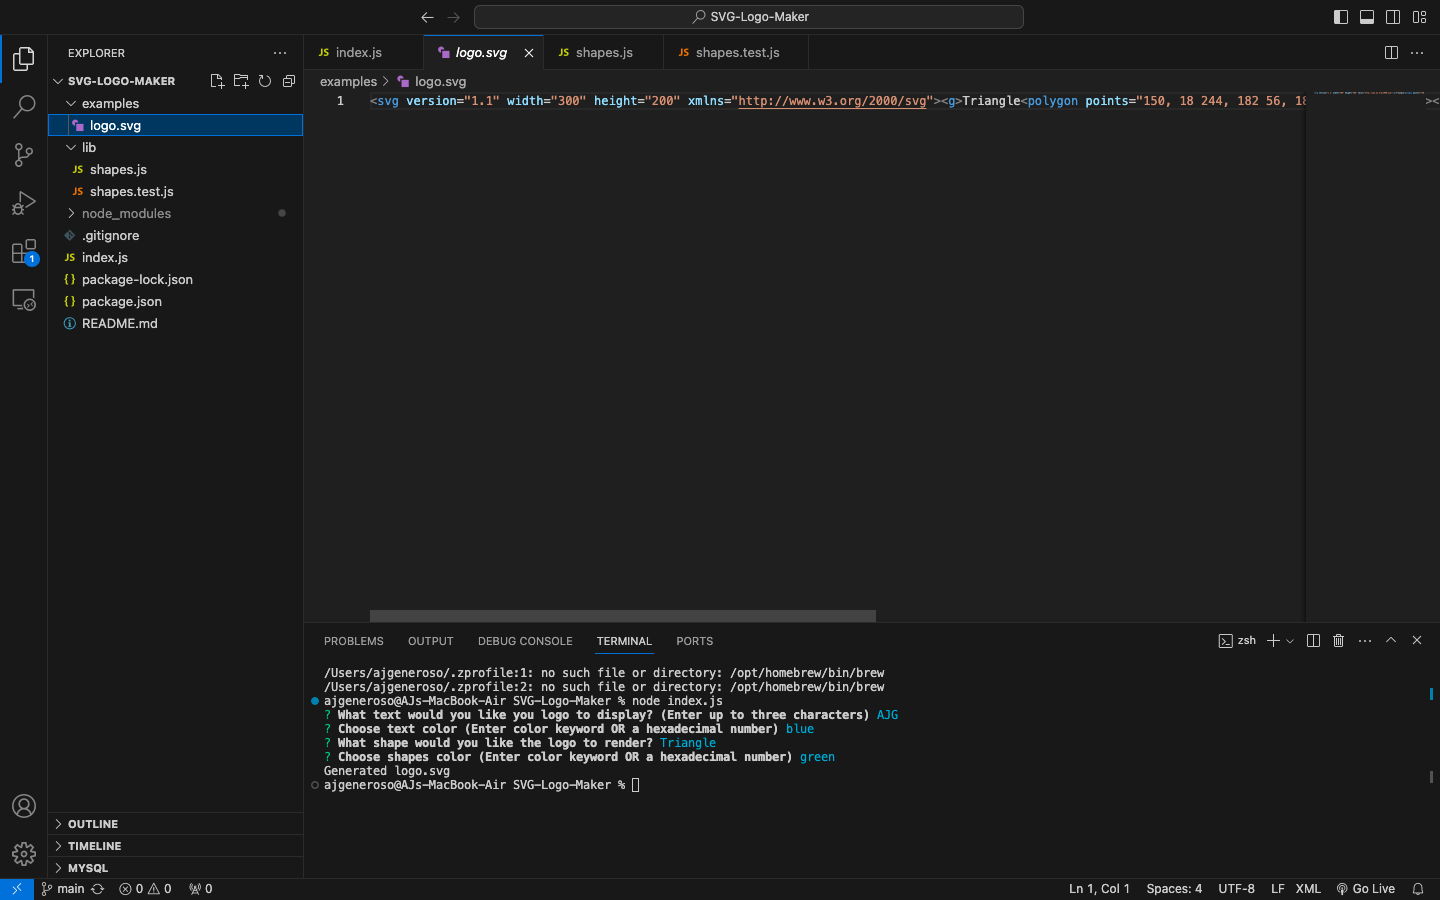 SVG-Logo-Maker
EXPLORER
SVG-LOGO-MAKER
examples
logo.svg
lib
JS shapes.js
JS shapes.test.js
node_modules
.gitignore
JS index.js
{} package-lock.json
{} package.json
README.md
OUTLINE
TIMELINE
MYSQL
1
JS index.js
logo.svg
JS shapes.js
JS shapes.test.js
examples > logo.svg
1 <svg version="1.1" width="300" height="200" xmlns="http://www.w3.org/2000/svg"><g>Triangle<polygon points="150, 18 244, 182 56, 18
><
PROBLEMS OUTPUT DEBUG CONSOLE TERMINAL PORTS
zsh
/Users/ajgeneroso/.zprofile:1: no such file or directory: /opt/homebrew/bin/brew
/Users/ajgeneroso/.zprofile:2: no such file or directory: /opt/homebrew/bin/brew
ajgeneroso@AJs-MacBook-Air SVG-Logo-Maker % node index.js
? What text would you like you logo to display? (Enter up to three characters) AJG
? Choose text color (Enter color keyword OR a hexadecimal number) blue
? What shape would you like the logo to render? Triangle
? Choose shapes color (Enter color keyword OR a hexadecimal number) green
Generated logo.svg
ajgeneroso@AJs-MacBook-Air SVG-Logo-Maker %
main 0 0 0
Ln 1, Col 1 Spaces: 4 UTF-8 LF XML Go Live